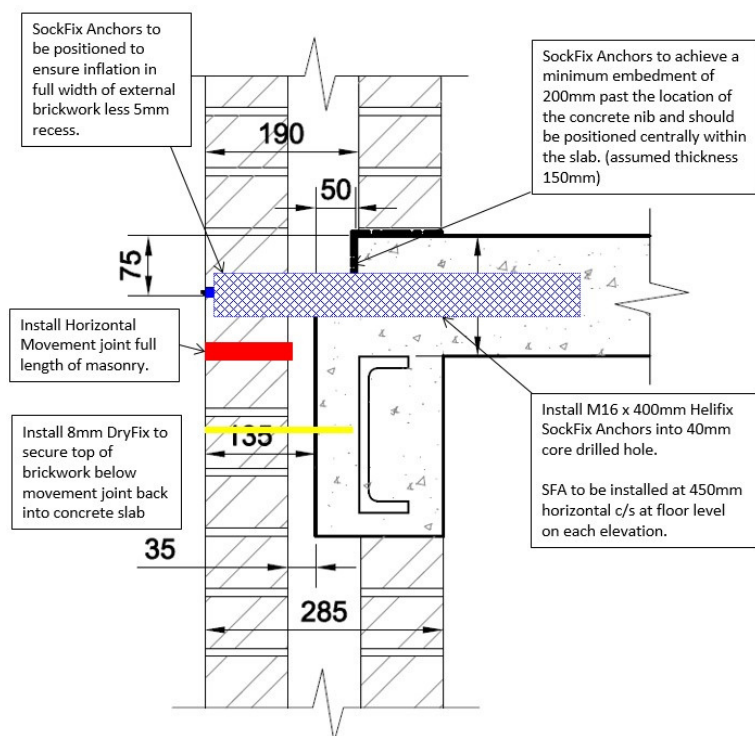 SockFix Anchors to
be positioned to
ensure inflation in
full width of external
brickwork less 5mm
recess.
SockFix Anchors to achieve a
minimum embedment of
200mm past the location of
the concrete nib and should
be positioned centrally within
the slab. (assumed thickness
150mm)
190
50
75
Install Horizontal
Movement joint full
length of masonry.
Install 8mm DryFix to
secure top of
brickwork below
movement joint back
into concrete slab
135
Install M16 x 400mm Helifix
SockFix Anchors into 40mm
core drilled hole.
SFA to be installed at 450mm
horizontal c/s at floor level
on each elevation.
35
285